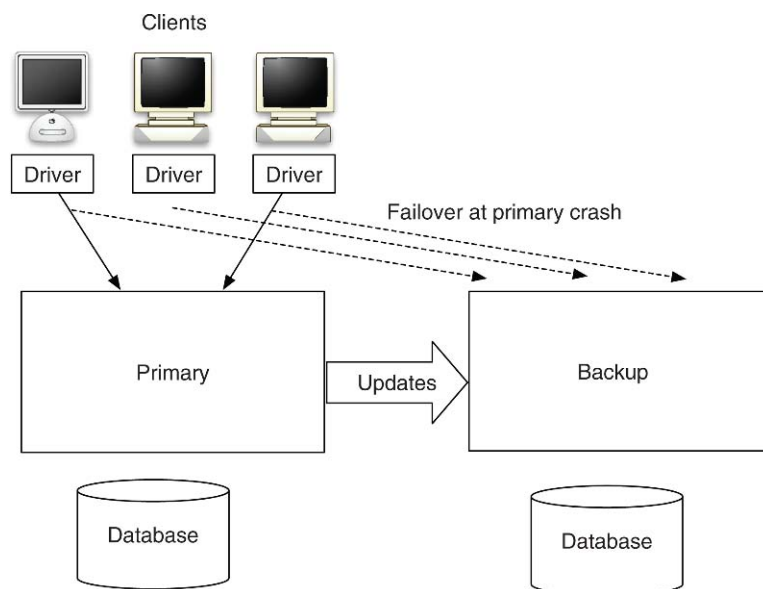 Clients
Driver
Driver
Driver
Failover at primary crash
Primary
Updates
Backup
Database
Database